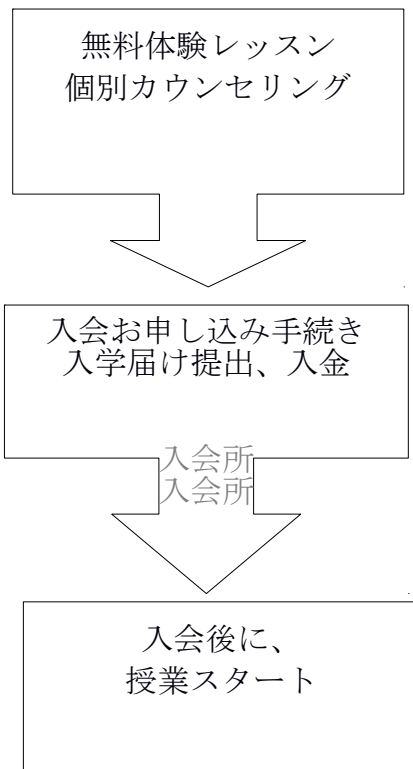 無料体験レッスン
個別カウンセリング
入会お申し込み手続き
入学届け提出、入金
入会所
入会所
入会後に、
授業スタート